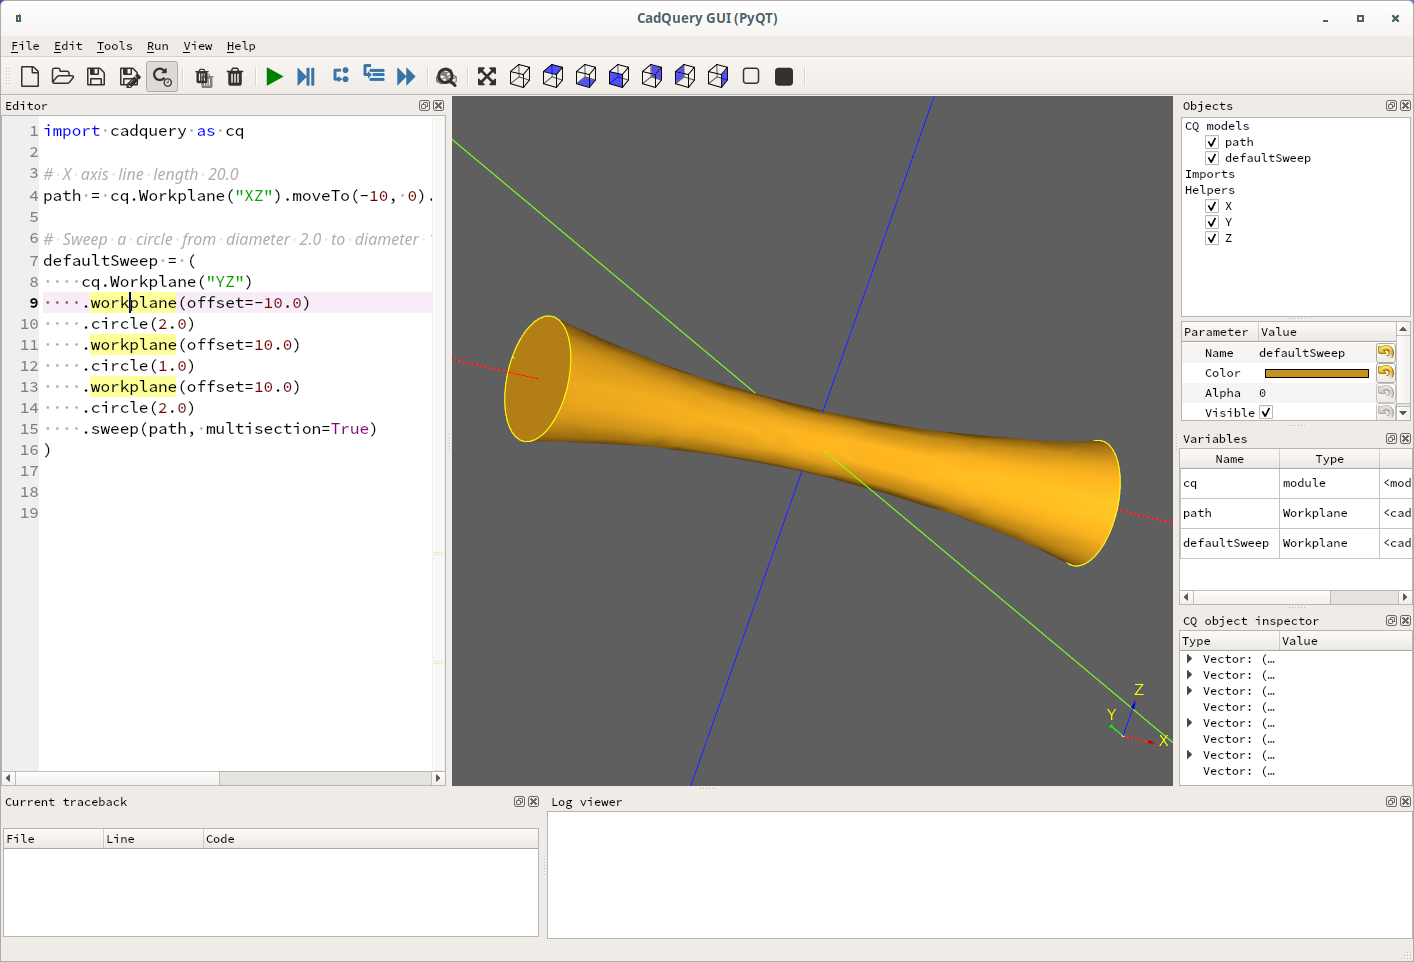 CadQuery GUI (PyQT)
File Edit Tools Run View Help
Editor
1 import cadquery as cq
2
3 # X axis line length 20.0
4 path = cq.Workplane("XZ").moveTo(-10, 0).
5
6 # Sweep a circle from diameter 2.0 to diameter
7 defaultSweep = (
8 ····cq.Workplane("YZ")
9 ····.workplane(offset=-10.0)
10 ····.circle(2.0)
11 ····.workplane(offset=10.0)
12 ····.circle(1.0)
13 ····.workplane(offset=10.0)
14 ····.circle(2.0)
15 ····.sweep(path, multisection=True)
16 )
17
18
19
Z
Y
X
Objects
CQ models
path
defaultSweep
Imports
Helpers
X
Y
Z
Parameter Value
Name defaultSweep
Color
Alpha 0
Visible
Variables
Name Type
cq module <mod
path Workplane <cad
defaultSweep Workplane <cad
CQ object inspector
Type Value
Vector: (…
Vector: (…
Vector: (…
Vector: (…
Vector: (…
Vector: (…
Vector: (…
Vector: (…
Current traceback
File Line Code
Log viewer